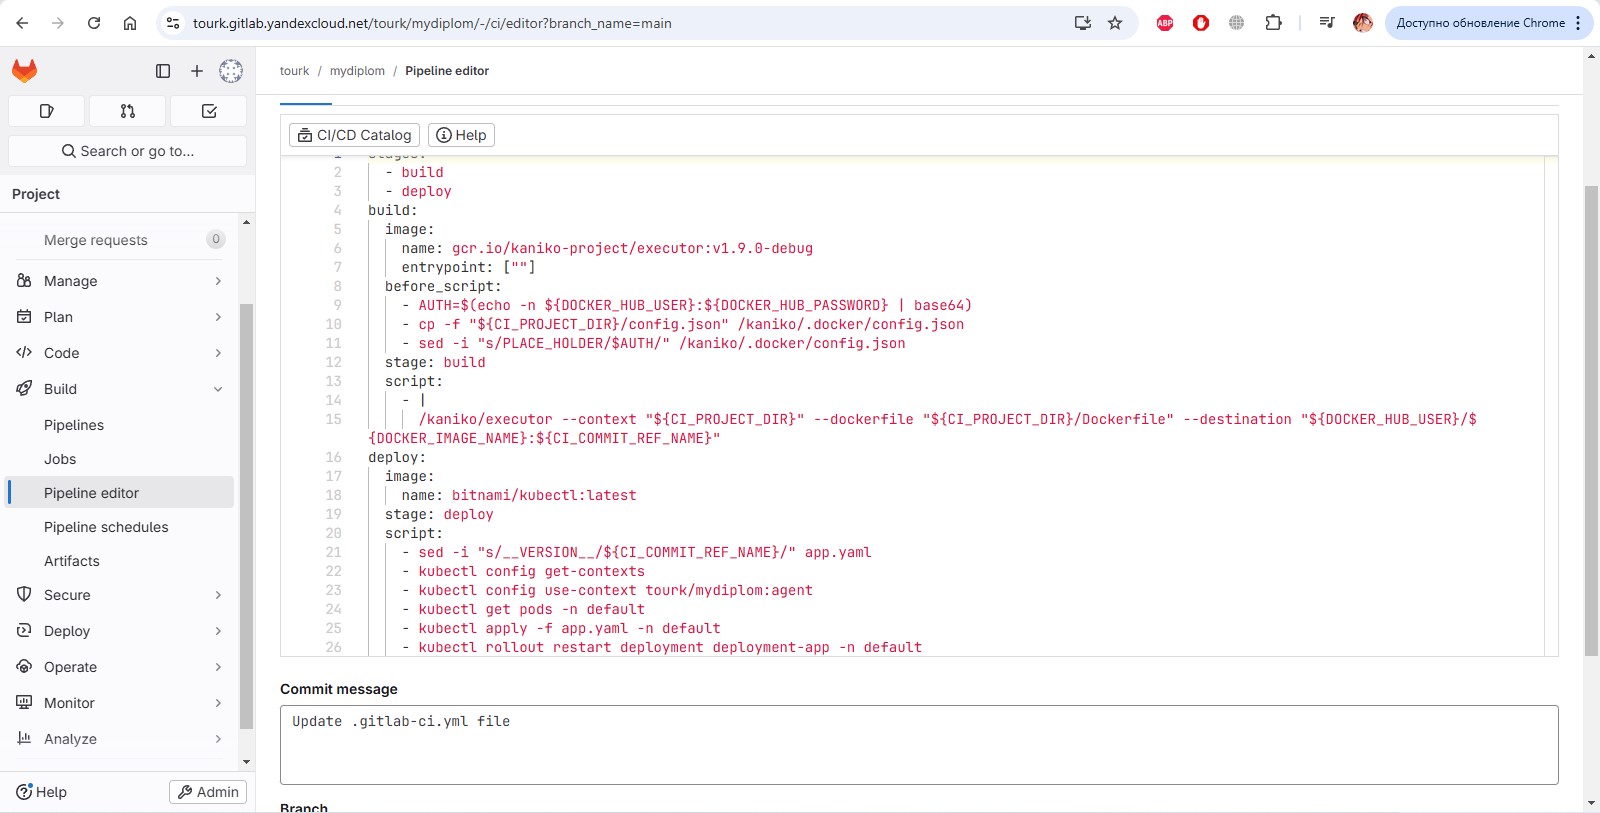 tourk.gitlab.yandexcloud.net/tourk/mydiplom/-/ci/editor?branch_name=main
ABP
Доступно обновление Chrome
tourk / mydiplom / Pipeline editor
Search or go to...
Project
Merge requests 0
Manage
Plan
Code
Build
Pipelines
Jobs
Pipeline editor
Pipeline schedules
Artifacts
Secure
Deploy
Operate
Monitor
Analyze
Help
Admin
CI/CD Catalog Help
1 stages:
2 - build
3 - deploy
4 build:
5 image:
6 name: gcr.io/kaniko-project/executor:v1.9.0-debug
7 entrypoint: [""]
8 before_script:
9 - AUTH=$(echo -n ${DOCKER_HUB_USER}:${DOCKER_HUB_PASSWORD} | base64)
10 - cp -f "${CI_PROJECT_DIR}/config.json" /kaniko/.docker/config.json
11 - sed -i "s/PLACE_HOLDER/$AUTH/" /kaniko/.docker/config.json
12 stage: build
13 script:
14 - |
15 /kaniko/executor --context "${CI_PROJECT_DIR}" --dockerfile "${CI_PROJECT_DIR}/Dockerfile" --destination "${DOCKER_HUB_USER}/$
{DOCKER_IMAGE_NAME}:${CI_COMMIT_REF_NAME}"
16 deploy:
17 image:
18 name: bitnami/kubectl:latest
19 stage: deploy
20 script:
21 - sed -i "s/__VERSION__/${CI_COMMIT_REF_NAME}/" app.yaml
22 - kubectl config get-contexts
23 - kubectl config use-context tourk/mydiplom:agent
24 - kubectl get pods -n default
25 - kubectl apply -f app.yaml -n default
26 - kubectl rollout restart deployment deployment-app -n default
Commit message
Update .gitlab-ci.yml file
Branch